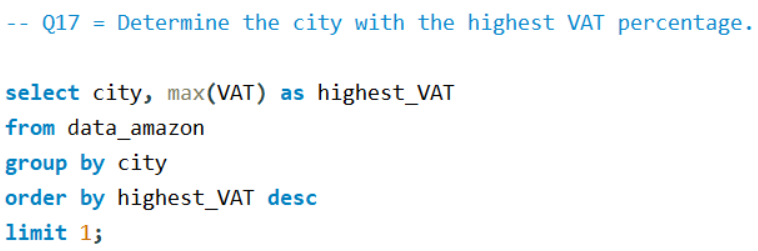 -- Q17 = Determine the city with the highest VAT percentage.
select city, max(VAT) as highest_VAT
from data_amazon
group by city
order by highest_VAT desc
limit 1;